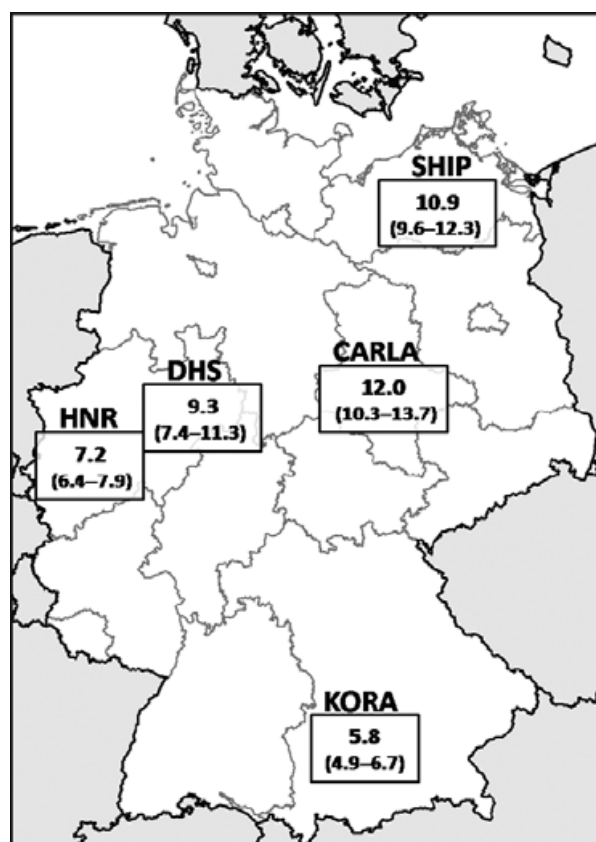 SHIP
10.9
(9.6–12.3)
CARLA
12.0
(10.3–13.7)
DHS
9.3
(7.4–11.3)
HNR
7.2
(6.4–7.9)
KORA
5.8
(4.9–6.7)